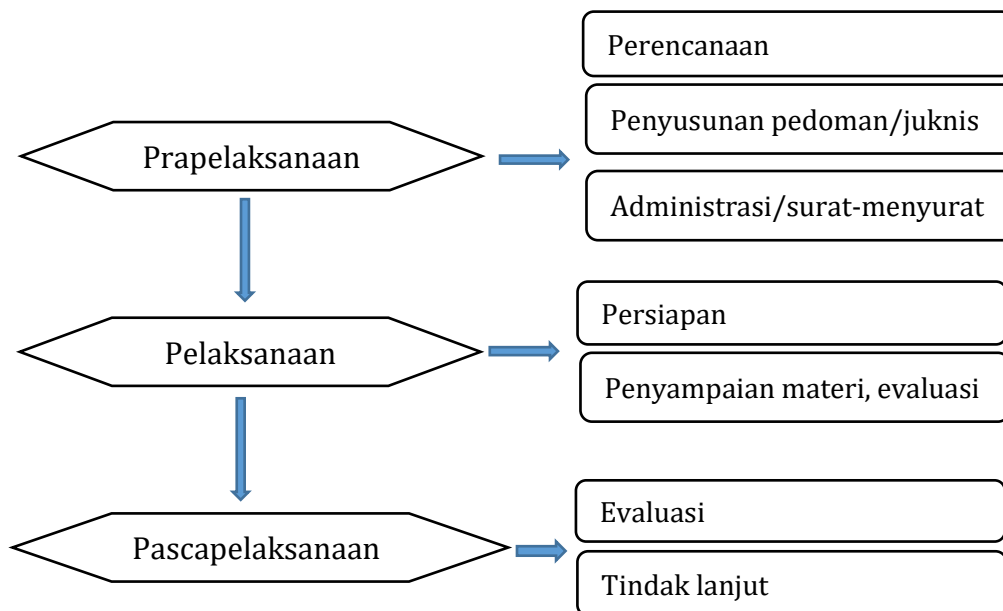 Perencanaan
Penyusunan pedoman/juknis
Prapelaksanaan
Administrasi/surat-menyurat
Persiapan
Pelaksanaan
Penyampaian materi, evaluasi
Evaluasi
Pascapelaksanaan
Tindak lanjut